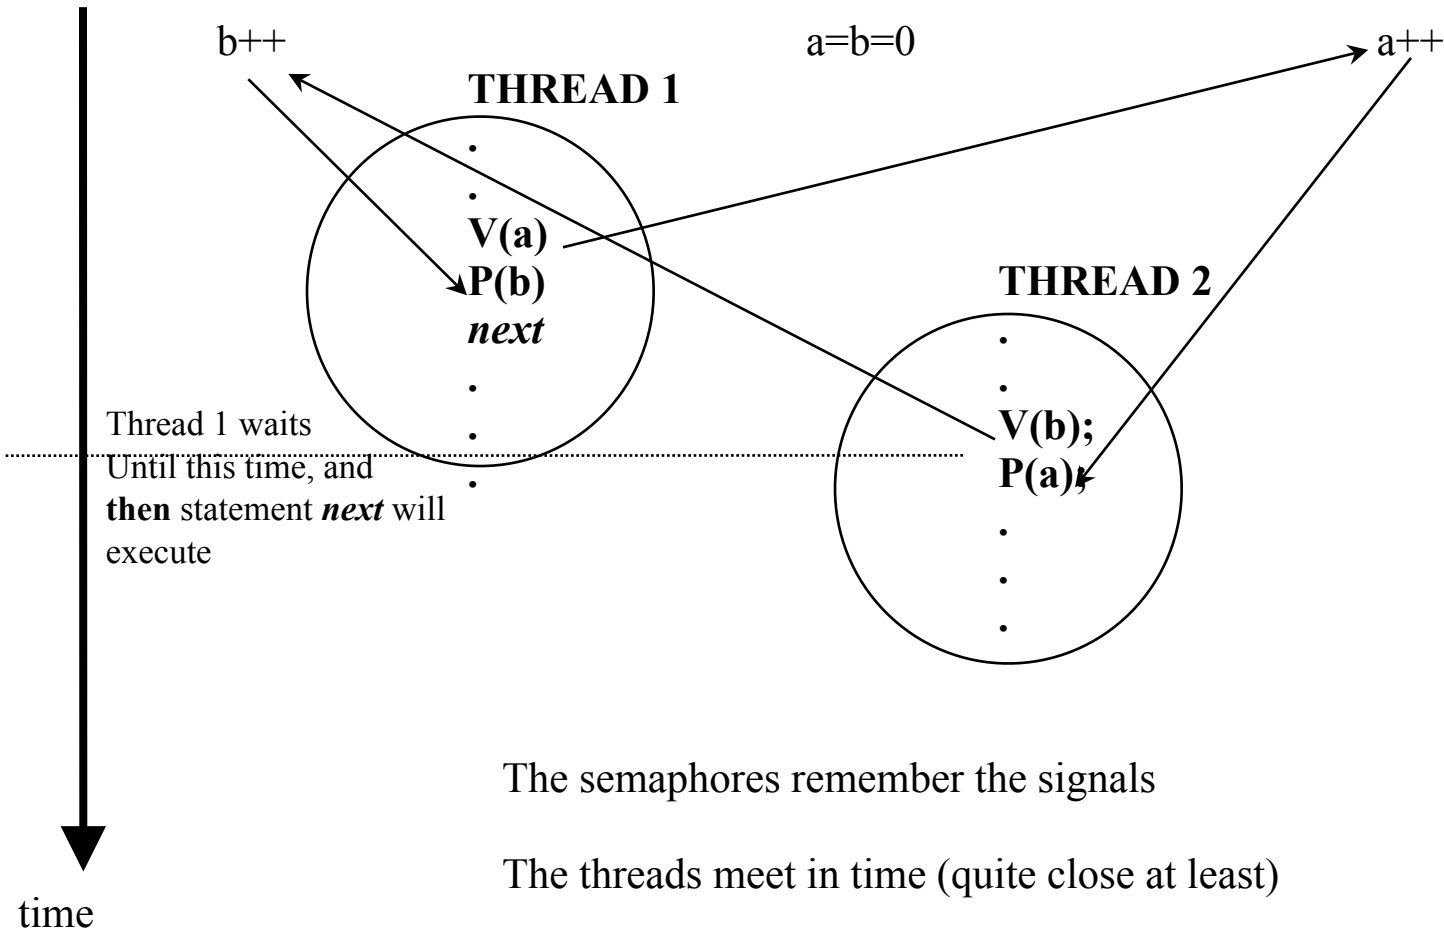 b++
a=b=0
a++
THREAD 1
.
.
V(a)
P(b)
next
.
.
.
THREAD 2
.
.
V(b);
P(a);
.
.
.
Thread 1 waits
Until this time, and
then statement next will
execute
The semaphores remember the signals
The threads meet in time (quite close at least)
time